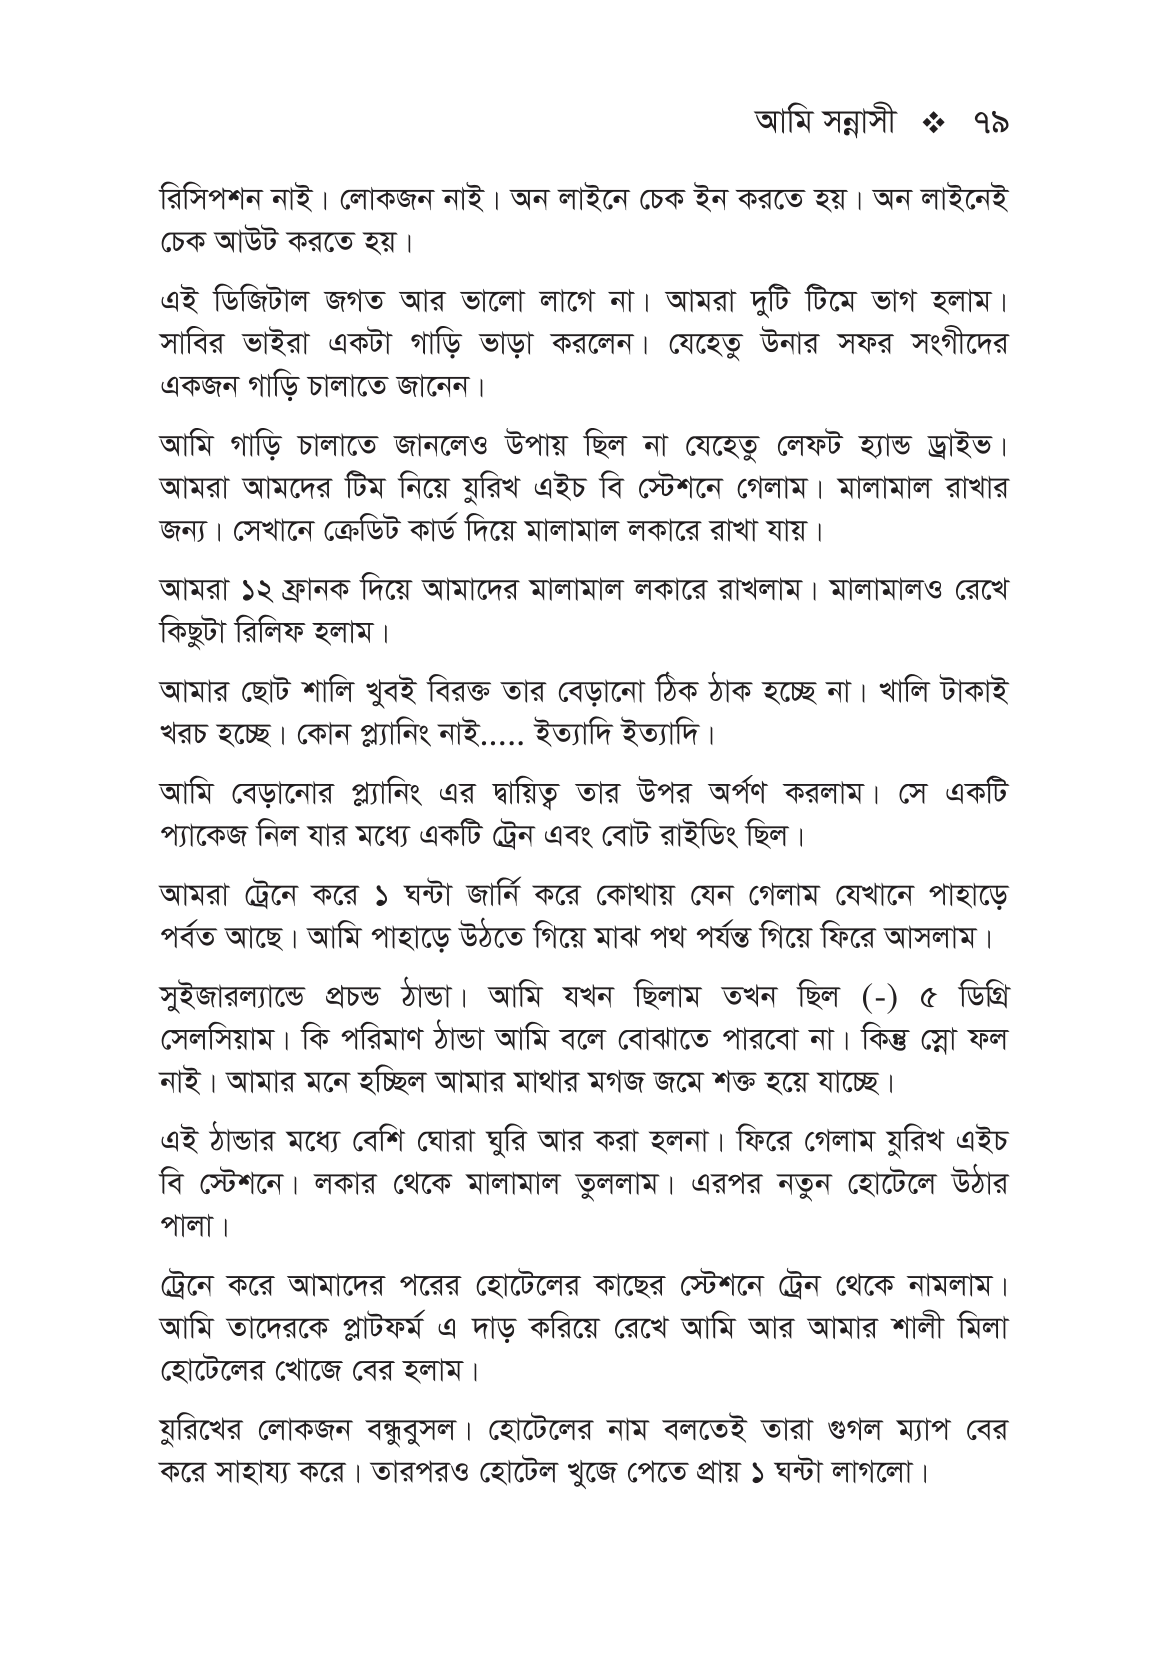 আমি সন্নাসী ❖ ৭৯
রিসিপশন নাই। লোকজন নাই। অন লাইনে চেক ইন করতে হয়। অন লাইনেই
চেক আউট করতে হয়।
এই ডিজিটাল জগত আর ভালো লাগে না। আমরা দুটি টিমে ভাগ হলাম।
সাবির ভাইরা একটা গাড়ি ভাড়া করলেন। যেহেতু উনার সফর সংগীদের
একজন গাড়ি চালাতে জানেন।
আমি গাড়ি চালাতে জানলেও উপায় ছিল না যেহেতু লেফট হ্যান্ড ড্রাইভ।
আমরা আমদের টিম নিয়ে যুরিখ এইচ বি স্টেশনে গেলাম। মালামাল রাখার
জন্য। সেখানে ক্রেডিট কার্ড দিয়ে মালামাল লকারে রাখা যায়।
আমরা ১২ ফ্রানক দিয়ে আমাদের মালামাল লকারে রাখলাম। মালামালও রেখে
কিছুটা রিলিফ হলাম।
আমার ছোট শালি খুবই বিরক্ত তার বেড়ানো ঠিক ঠাক হচ্ছে না। খালি টাকাই
খরচ হচ্ছে। কোন প্ল্যানিং নাই..... ইত্যাদি ইত্যাদি।
আমি বেড়ানোর প্ল্যানিং এর দ্বায়িত্ব তার উপর অর্পণ করলাম। সে একটি
প্যাকেজ নিল যার মধ্যে একটি ট্রেন এবং বোট রাইডিং ছিল।
আমরা ট্রেনে করে ১ ঘন্টা জার্নি করে কোথায় যেন গেলাম যেখানে পাহাড়ে
পর্বত আছে। আমি পাহাড়ে উঠতে গিয়ে মাঝ পথ পর্যন্ত গিয়ে ফিরে আসলাম।
সুইজারল্যান্ডে প্রচন্ড ঠান্ডা। আমি যখন ছিলাম তখন ছিল (-) ৫ ডিগ্রি
সেলসিয়াম। কি পরিমাণ ঠান্ডা আমি বলে বোঝাতে পারবো না। কিন্তু স্নো ফল
নাই। আমার মনে হচ্ছিল আমার মাথার মগজ জমে শক্ত হয়ে যাচ্ছে।
এই ঠান্ডার মধ্যে বেশি ঘোরা ঘুরি আর করা হলনা। ফিরে গেলাম যুরিখ এইচ
বি স্টেশনে। লকার থেকে মালামাল তুললাম। এরপর নতুন হোটেলে উঠার
পালা।
ট্রেনে করে আমাদের পরের হোটেলের কাছের স্টেশনে ট্রেন থেকে নামলাম।
আমি তাদেরকে প্লাটফর্ম এ দাড় করিয়ে রেখে আমি আর আমার শালী মিলা
হোটেলের খোজে বের হলাম।
যুরিখের লোকজন বন্ধুবুসল। হোটেলের নাম বলতেই তারা গুগল ম্যাপ বের
করে সাহায্য করে। তারপরও হোটেল খুজে পেতে প্রায় ১ ঘন্টা লাগলো।